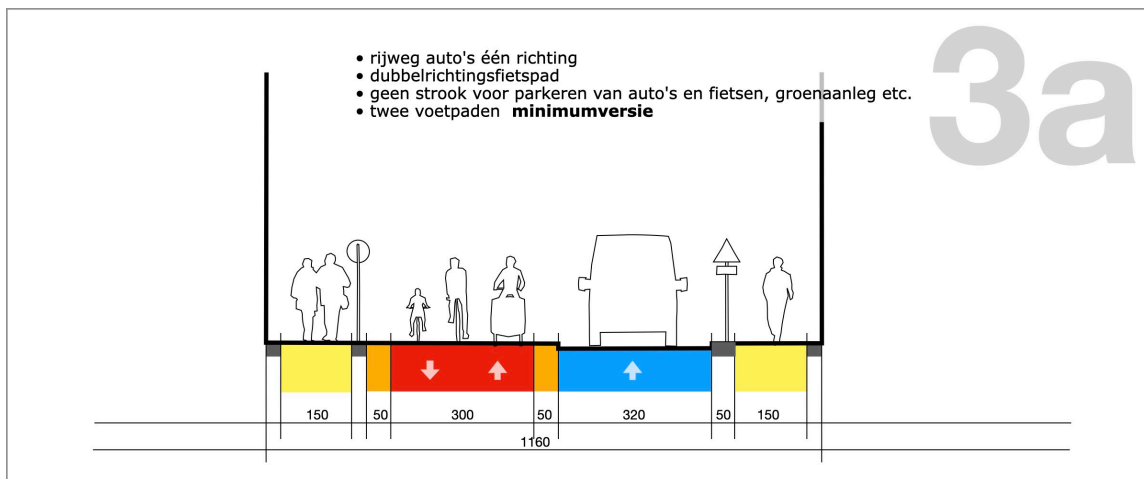 3a
• rijweg auto's één richting
• dubbelrichtingsfietspad
• geen strook voor parkeren van auto's en fietsen, groenaanleg etc.
• twee voetpaden minimumversie
150 50 300 50 320 50 150
1160